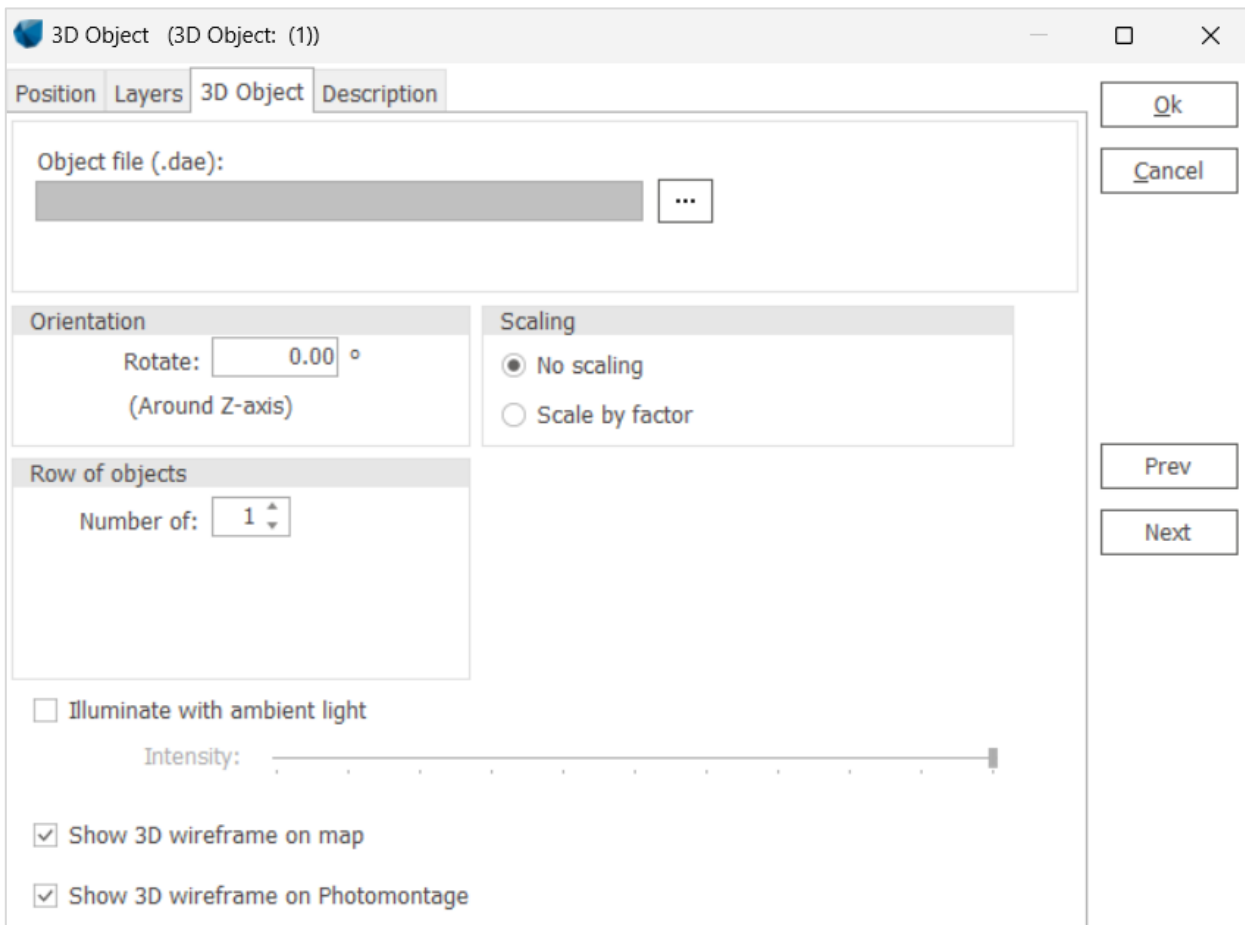 3D Object (3D Object: (1))
Position Layers 3D Object Description
Ok
Cancel
Object file (.dae):
...
Orientation
Rotate: 0.00 °
(Around Z-axis)
Scaling
No scaling
Scale by factor
Row of objects
Number of: 1
Prev
Next
Illuminate with ambient light
Intensity:
Show 3D wireframe on map
Show 3D wireframe on Photomontage